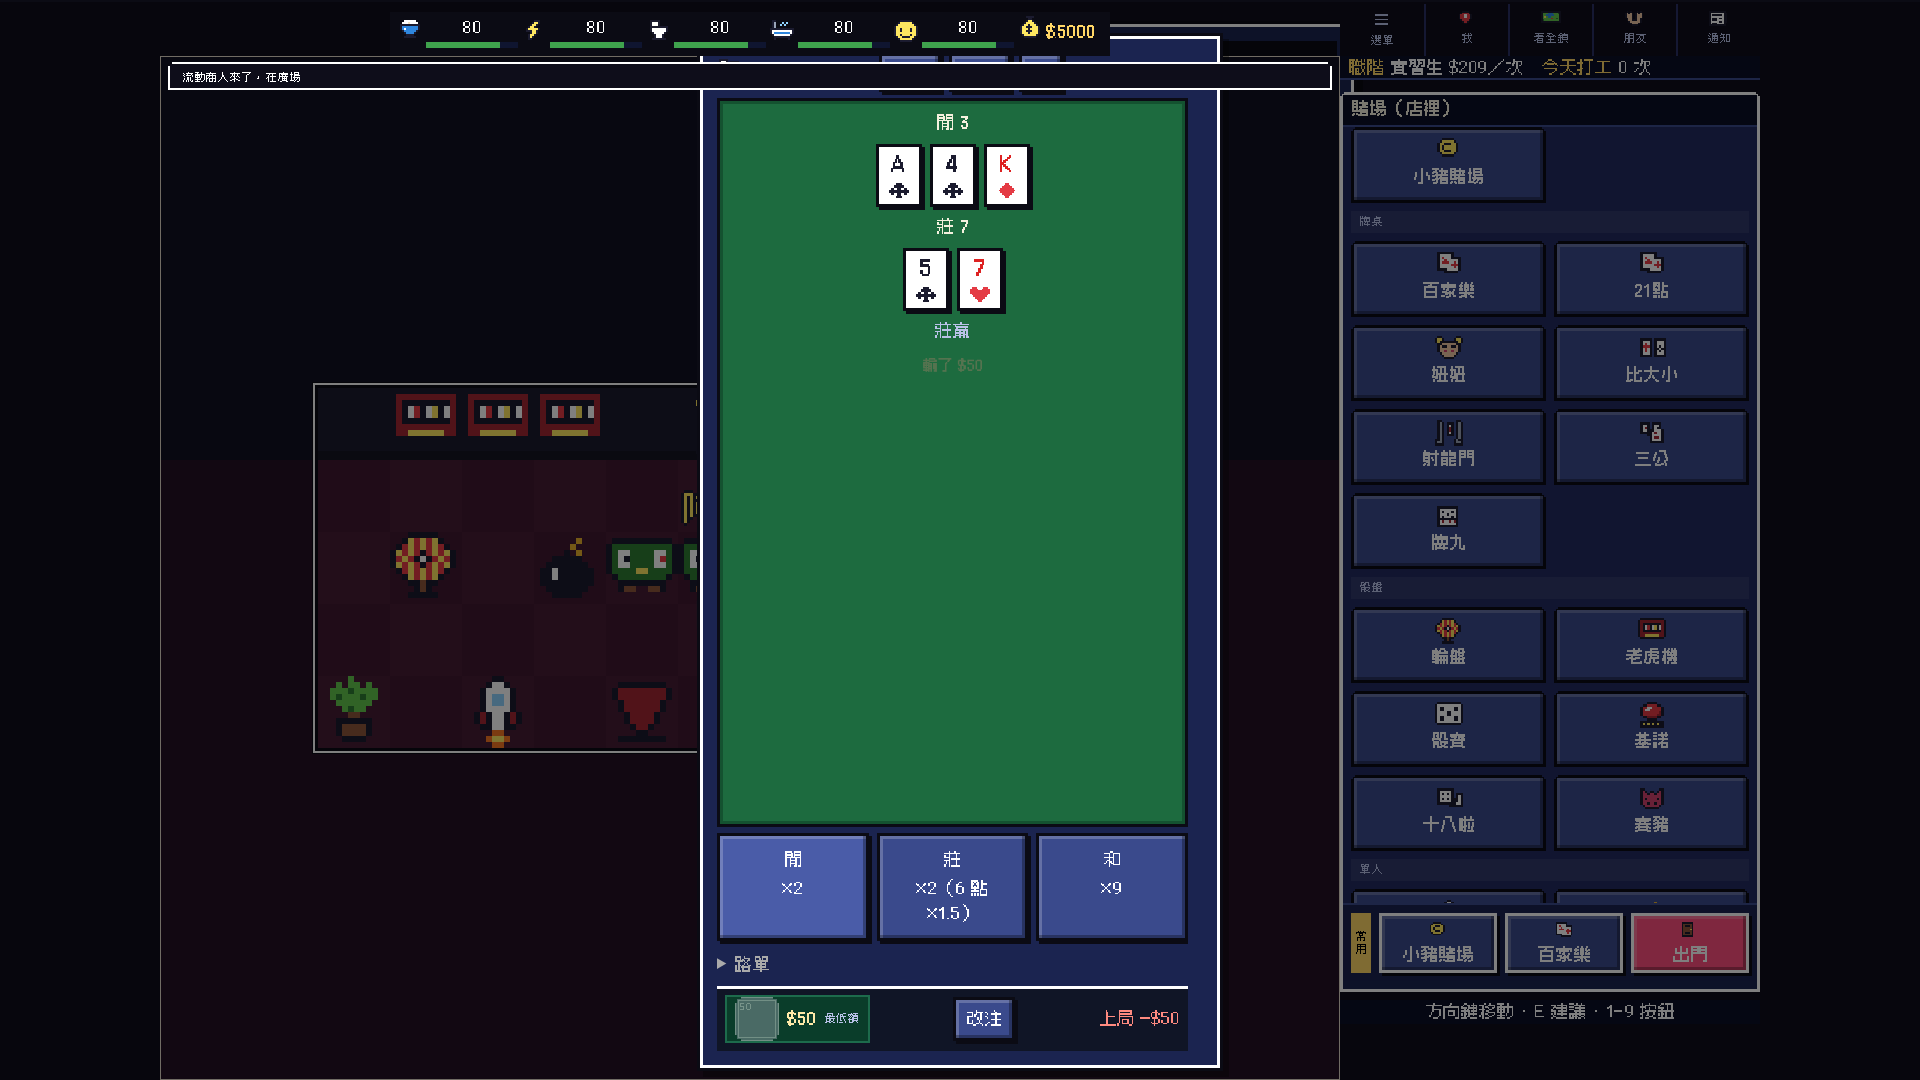 80
80
80
80
80
$5000
選單
我
看全鎮
朋友
通知
流動商人來了，在廣場
職階 實習生 $209／次 今天打工 0 次
賭場（店裡）
小豬賭場
牌桌
百家樂
21點
妞妞
比大小
射龍門
三公
牌九
骰盤
輪盤
老虎機
骰寶
基諾
十八啦
賽豬
單人
常用
小豬賭場
百家樂
出門
方向鍵移動 · E 建議 · 1-9 按鈕
閒 3
A
4
K
莊 7
5
7
莊贏
輸了 $50
閒
×2
莊
×2（6 點
×1.5）
和
×9
▶ 路單
50
$50 最低額
改注
上局 −$50